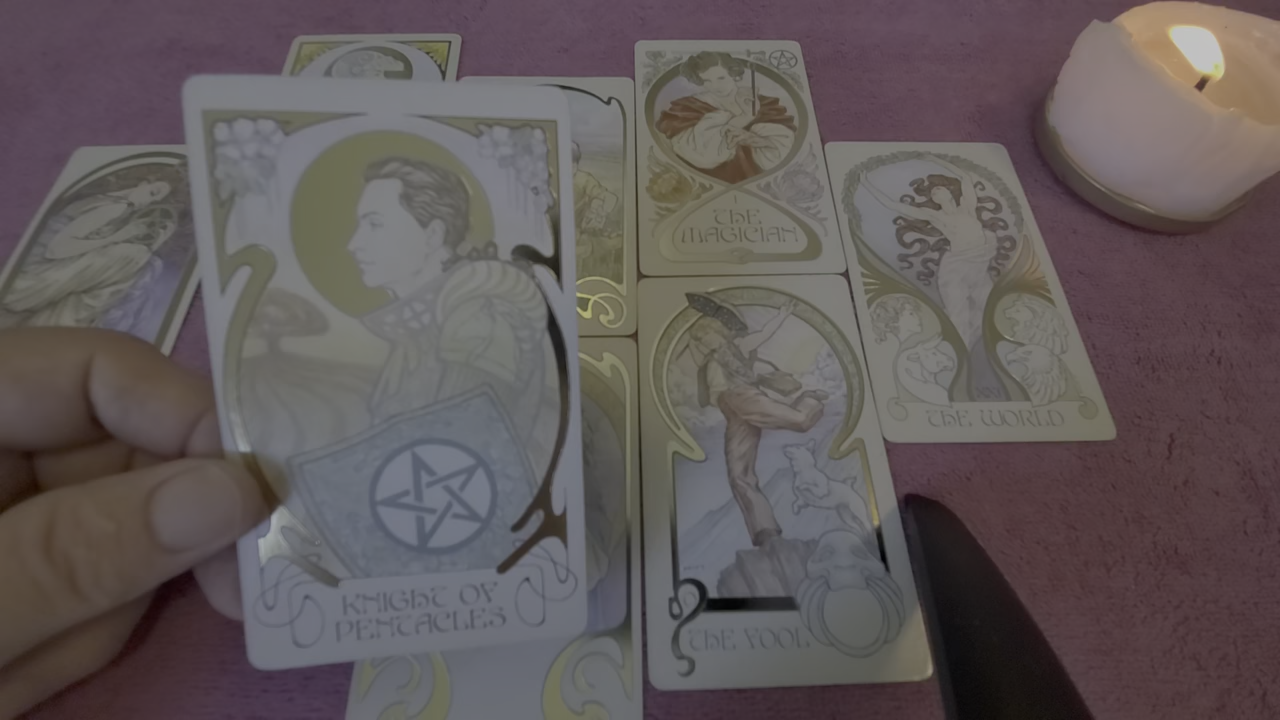 I
THE
MAGICIAN
THE WORLD
KNIGHT OF
PENTACLES
THE FOOL